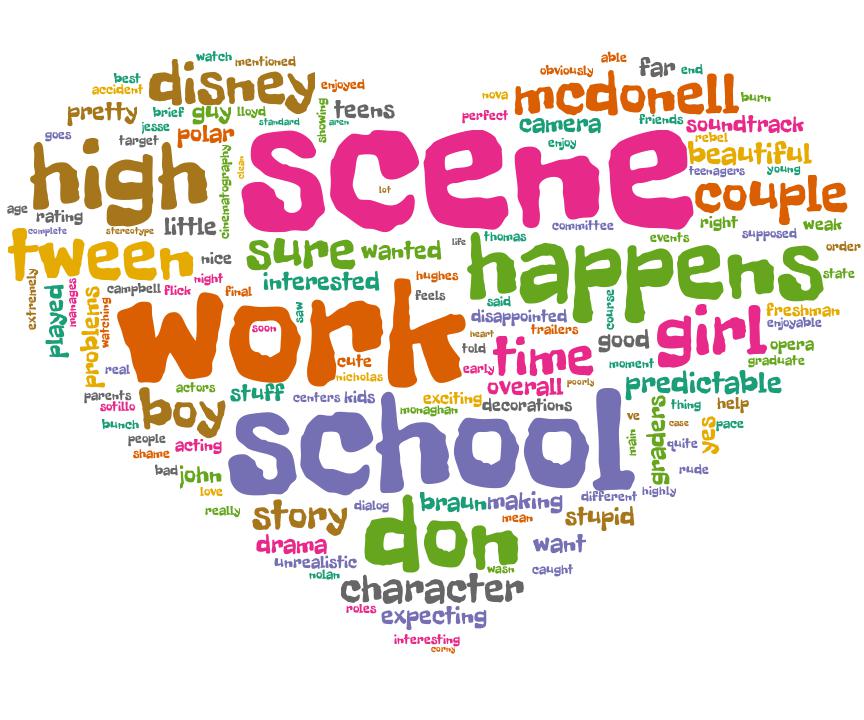 watch mentioned
best disney enjoyed
accident
pretty brief guy lloyd showing teens
standard aren
goes jesse polar
target
obviously able far end
nova mcdonell burn
perfect camera friends soundtrack
enjoy rebel
high scene beautiful
cinematography clean
teenagers young
lot
couple
age rating little
complete stereotype
committee right weak
events supposed
tween nice sure wanted life thomas order
happens state
extremely played manages night interested hughes
campbell flick final feels said course
problems watching saw disappointed girl freshman
enjoyable
work soon heart trailers good
told time opera
real cute early moment graduate
nicholas overall poorly predictable
actors
parents boy stuff centers kids exciting decorations thing help
sotillo monaghan ve case
bunch school main graders yes pace
people acting quite
shame
bad john rude
love different highly
really story dialog braun making stupid
mean
drama don want
unrealistic wasn caught
nolan
character
roles expecting
interesting
corny